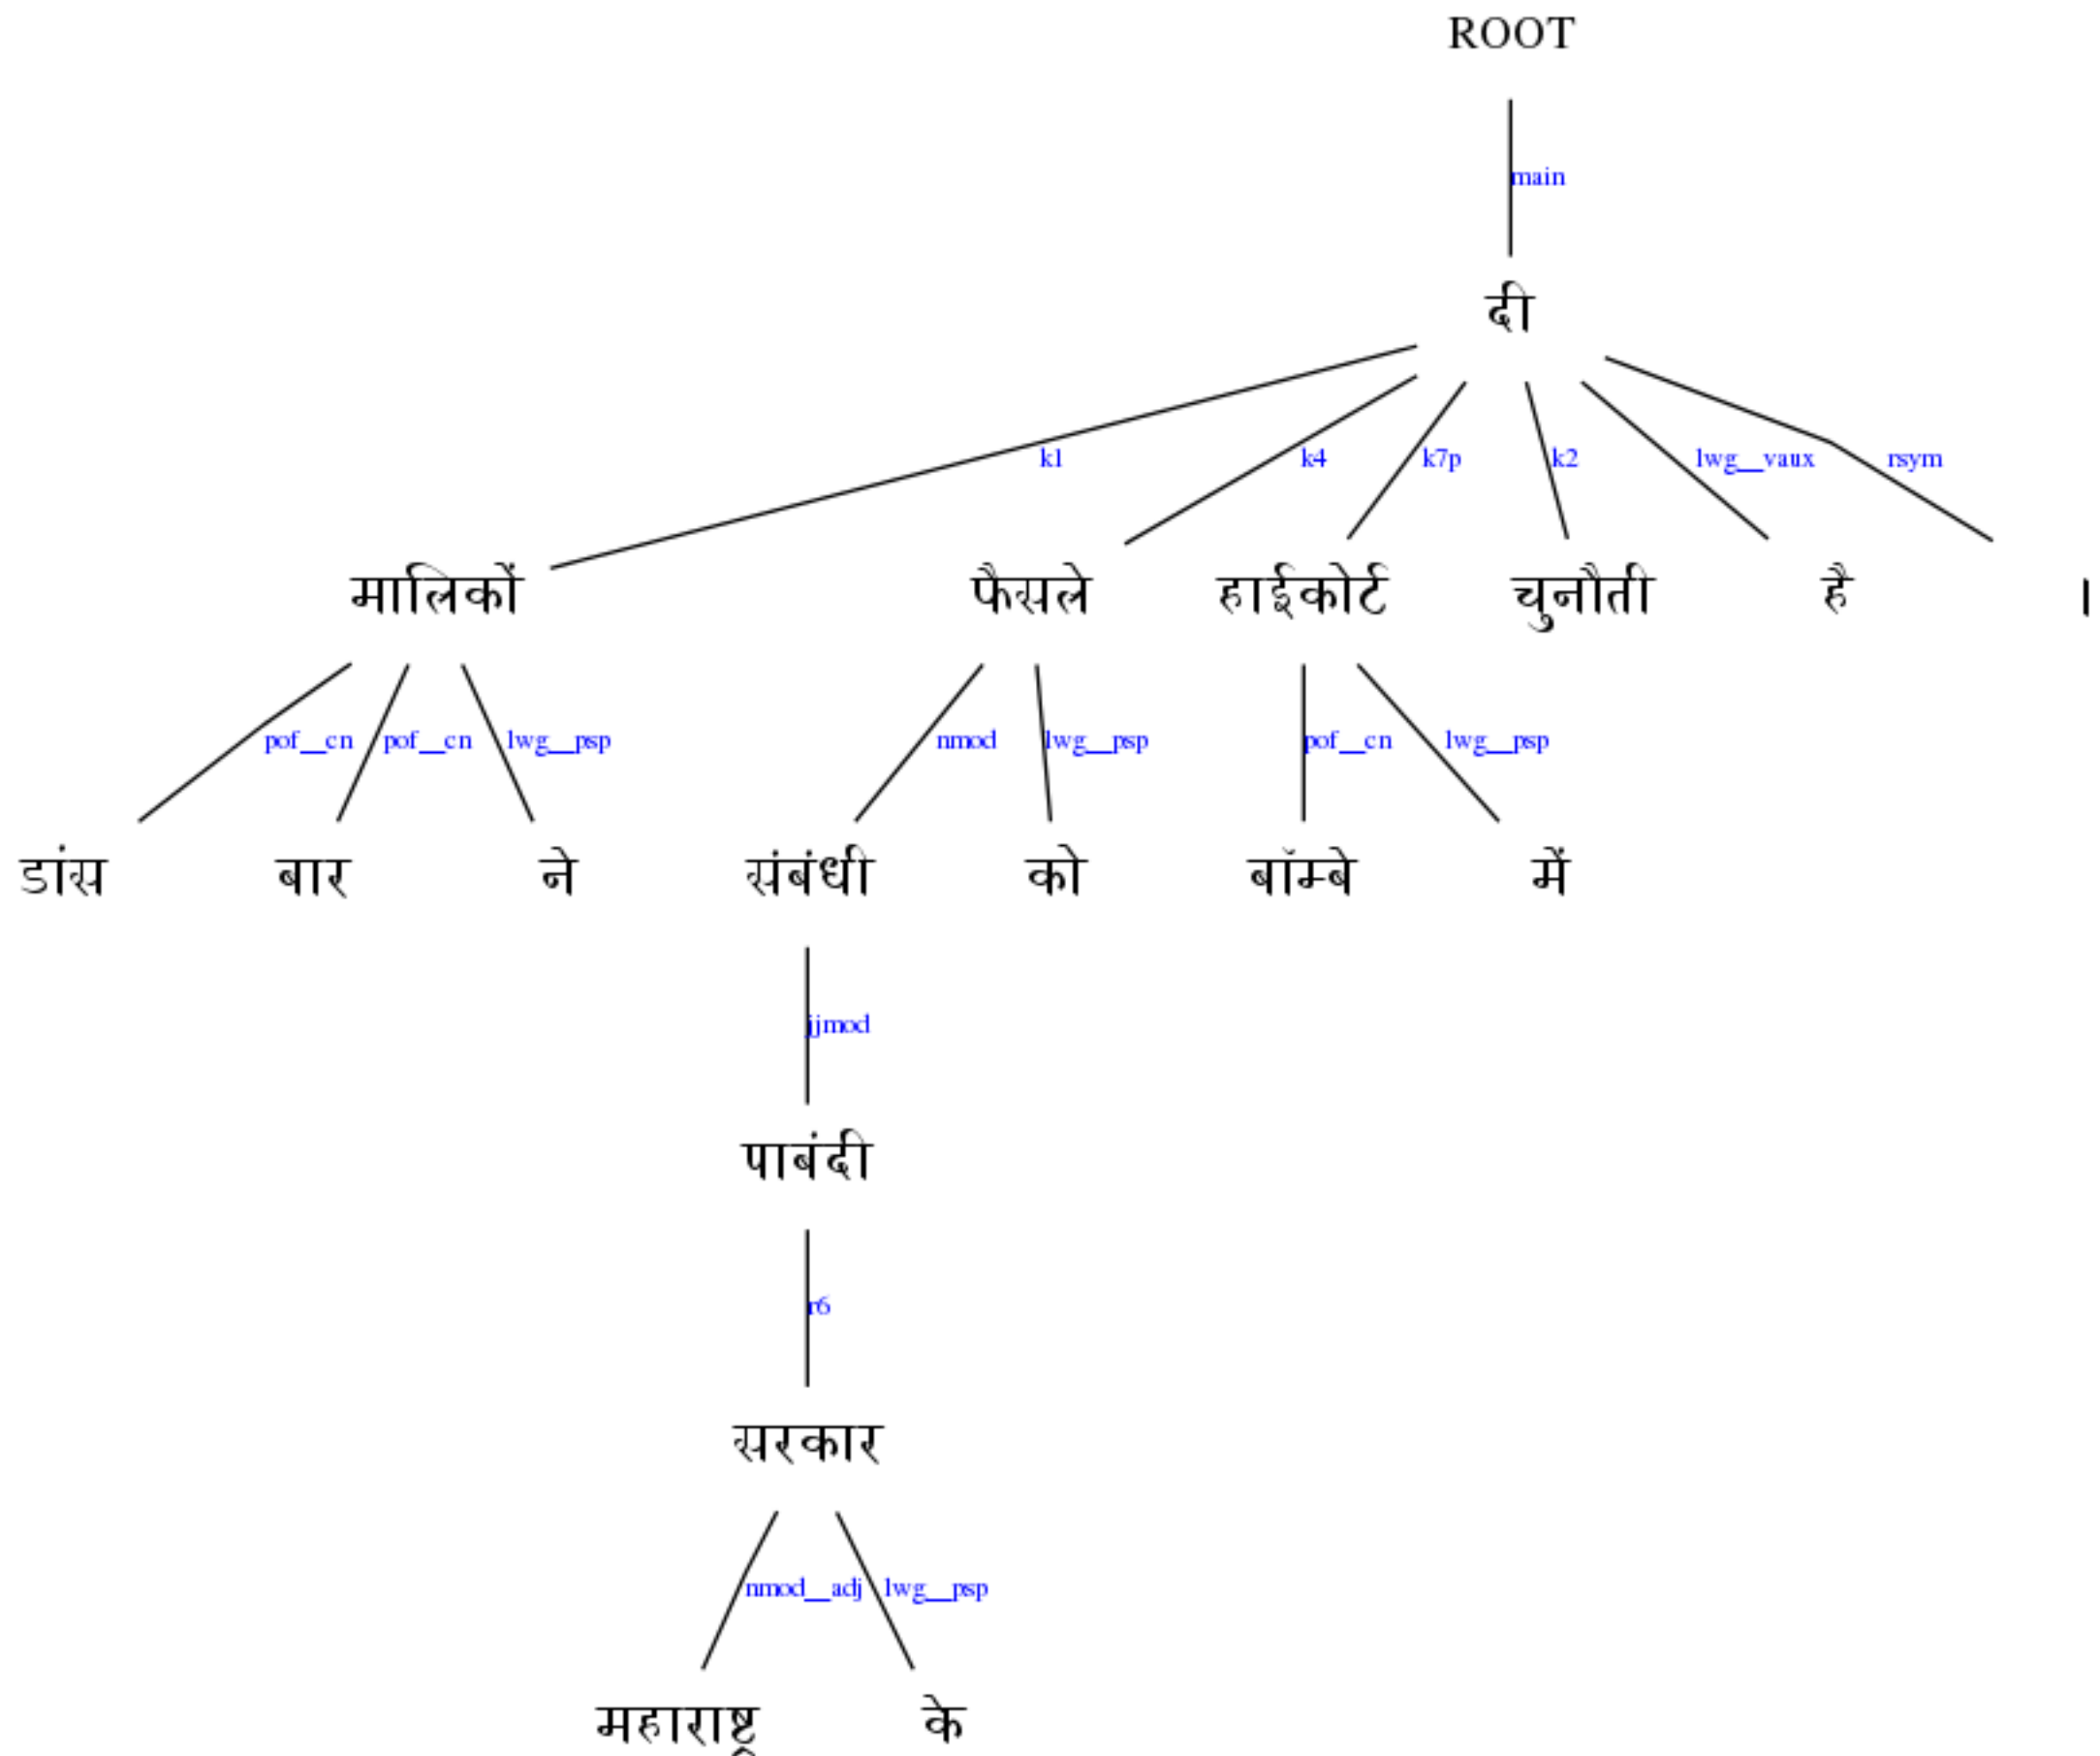 ROOT
main
दी
k1 k4 k7p k2 lwg__vaux rsym
मालिकों फैसले हाईकोर्ट चुनौती है ।
pof__cn pof__cn lwg__psp nmod lwg__psp pof__cn lwg__psp
डांस बार ने संबंधी को बॉम्बे में
jjmod
पाबंदी
r6
सरकार
nmod__adj lwg__psp
महाराष्ट्र के